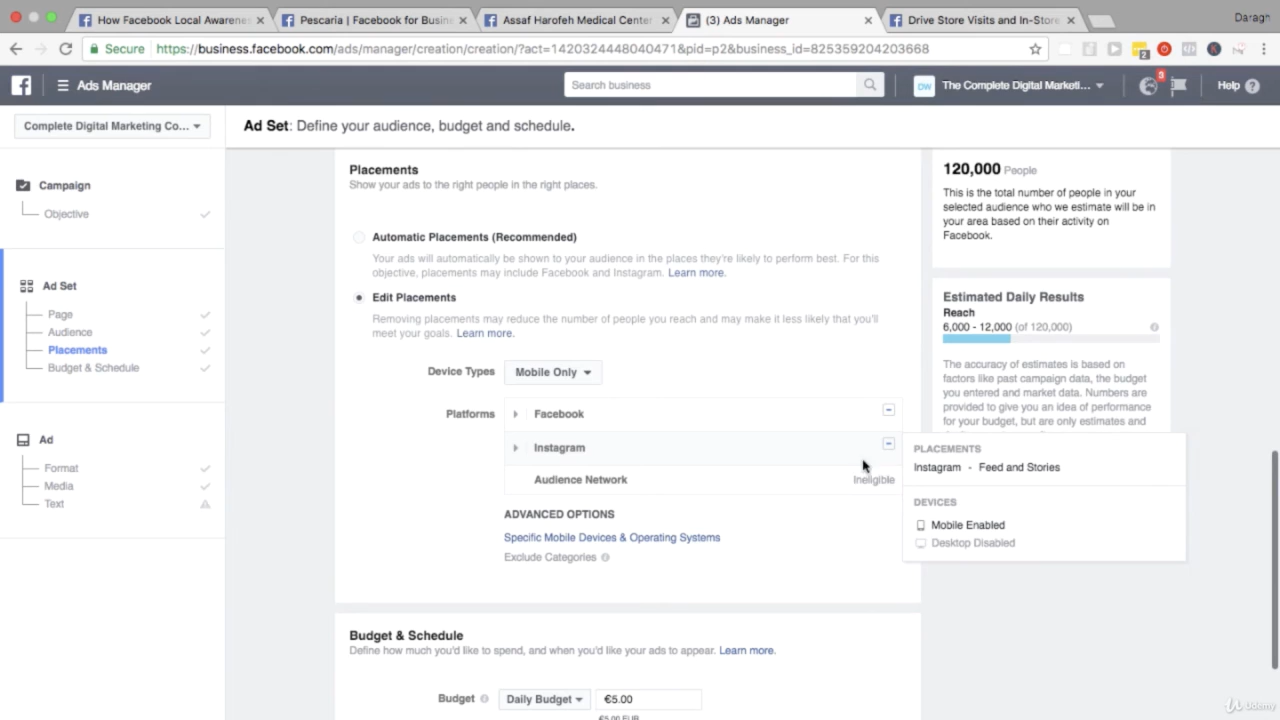 How Facebook Local Awarene
Pescaria | Facebook for Busin
Assaf Harofeh Medical Center
(3) Ads Manager
Drive Store Visits and In-Store
Daragh
Secure
https://business.facebook.com/ads/manager/creation/creation/?act=1420324448040471&pid=p2&business_id=825359204203668
2
Ads Manager
Search business
DW
The Complete Digital Marketi...
3
Help
Complete Digital Marketing Co...
Ad Set: Define your audience, budget and schedule.
Campaign
Objective
Ad Set
Page
Audience
Placements
Budget & Schedule
Ad
Format
Media
Text
Placements
Show your ads to the right people in the right places.
Automatic Placements (Recommended)
Your ads will automatically be shown to your audience in the places they're likely to perform best. For this
objective, placements may include Facebook and Instagram. Learn more.
Edit Placements
Removing placements may reduce the number of people you reach and may make it less likely that you'll
meet your goals. Learn more.
Device Types
Mobile Only
Platforms
Facebook
Instagram
Audience Network
Ineligible
ADVANCED OPTIONS
Specific Mobile Devices & Operating Systems
Exclude Categories
Budget & Schedule
Define how much you'd like to spend, and when you'd like your ads to appear. Learn more.
Budget
Daily Budget
€5.00
€5.00 EUR
120,000 People
This is the total number of people in your
selected audience who we estimate will be in
your area based on their activity on
Facebook.
Estimated Daily Results
Reach
6,000 - 12,000 (of 120,000)
The accuracy of estimates is based on
factors like past campaign data, the budget
you entered and market data. Numbers are
provided to give you an idea of performance
for your budget, but are only estimates and
PLACEMENTS
Instagram - Feed and Stories
DEVICES
Mobile Enabled
Desktop Disabled
Udemy